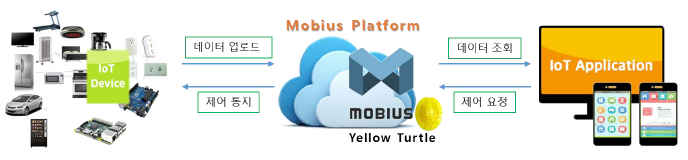 Mobius Platform
데이터 업로드
데이터 조회
IoT
Device
IoT Application
제어 통지
제어 요청
MOBIUS
Yellow Turtle